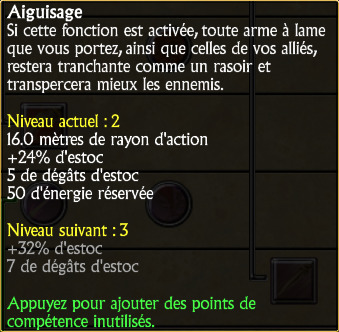 Aiguisage
Si cette fonction est activée, toute arme à lame
que vous portez, ainsi que celles de vos alliés,
restera tranchante comme un rasoir et
transpercera mieux les ennemis.
Niveau actuel : 2
16.0 mètres de rayon d'action
+24% d'estoc
5 de dégâts d'estoc
50 d'énergie réservée
Niveau suivant : 3
+32% d'estoc
7 de dégâts d'estoc
Appuyez pour ajouter des points de
compétence inutilisés.